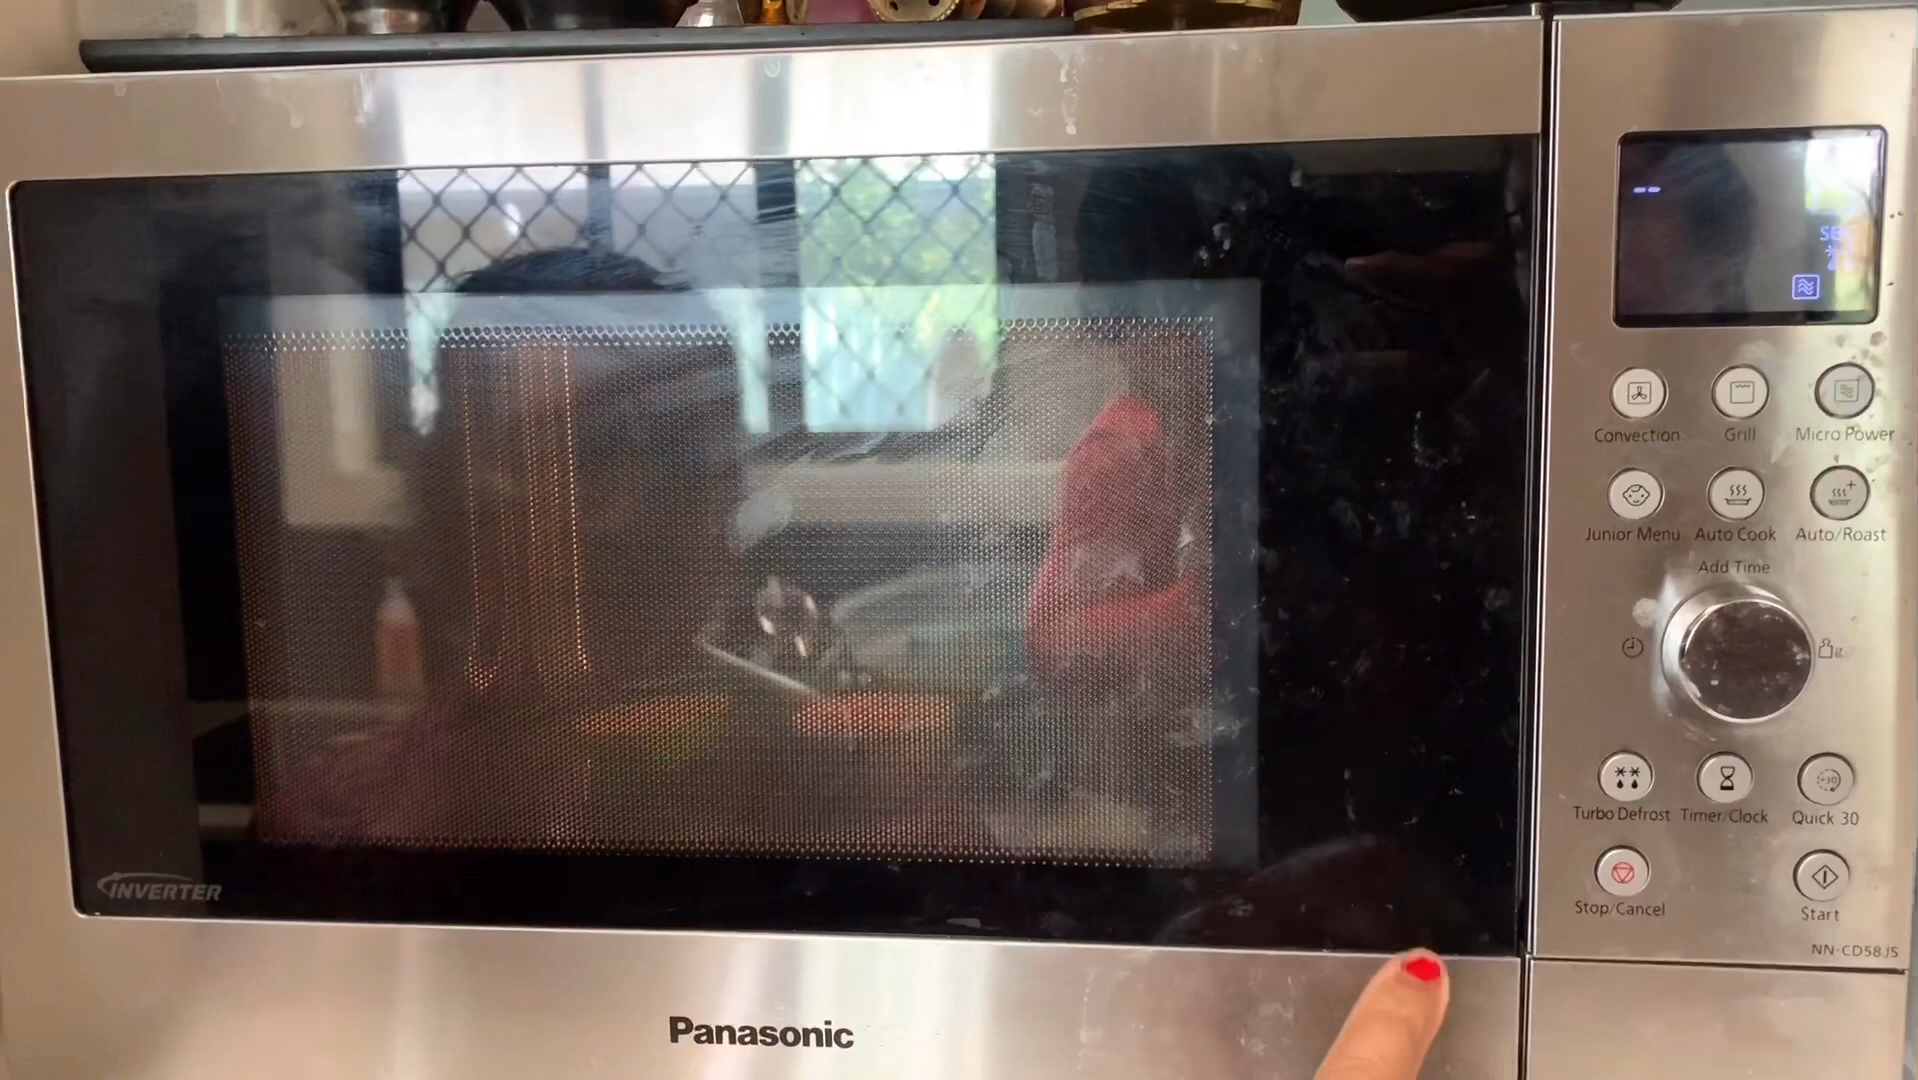 Convection Grill Micro Power
Junior Menu Auto Cook Auto/Roast
Add Time
g
Turbo Defrost Timer/Clock Quick 30
Stop/Cancel Start
NN-CD58JS
INVERTER
Panasonic